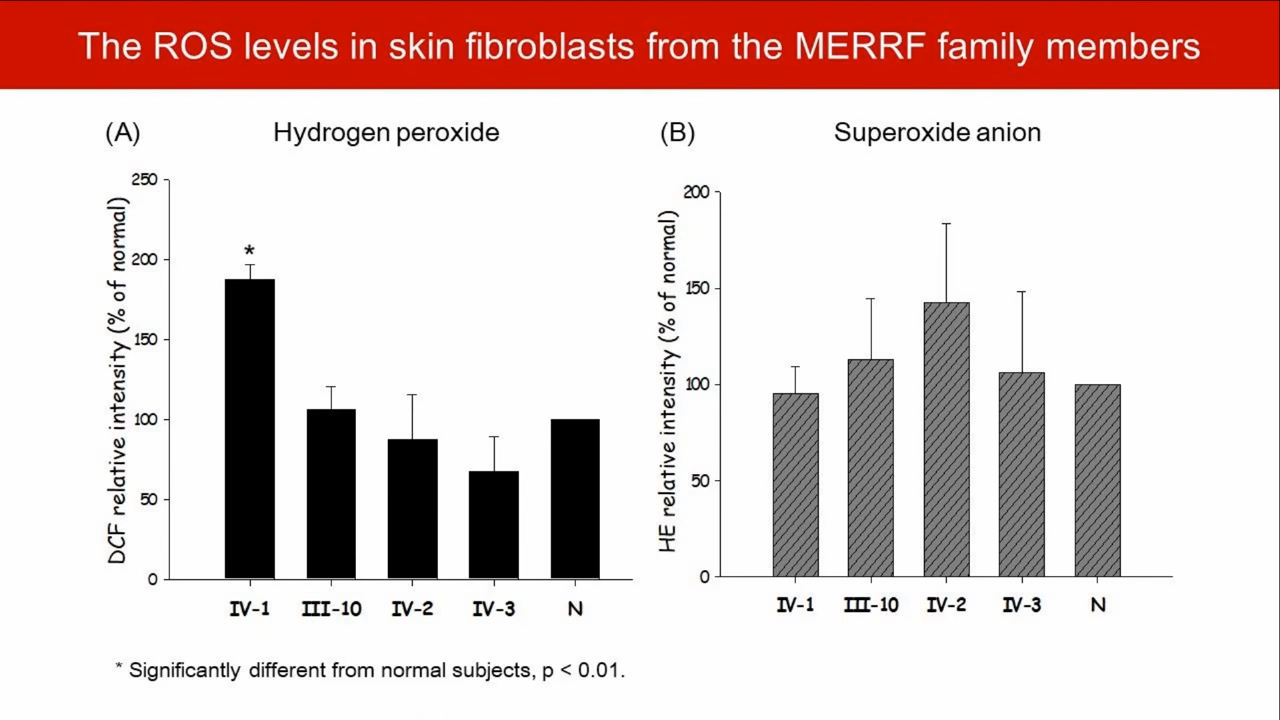 The ROS levels in skin fibroblasts from the MERRF family members
(A) Hydrogen peroxide
DCF relative intensity (% of normal)
250
200
150
100
50
0
*
IV-1 III-10 IV-2 IV-3 N
(B) Superoxide anion
HE relative intensity (% of normal)
200
150
100
50
0
IV-1 III-10 IV-2 IV-3 N
* Significantly different from normal subjects, p < 0.01.